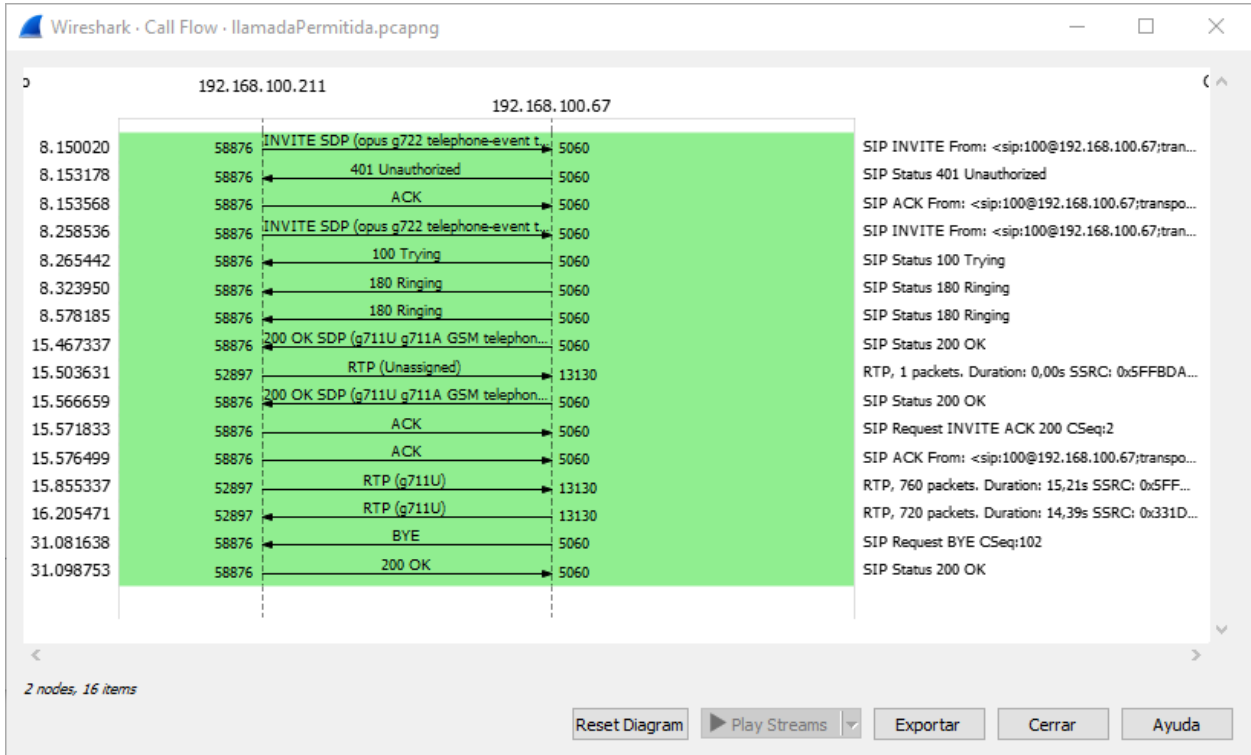 Wireshark · Call Flow · llamadaPermitida.pcapng
192.168.100.211
192.168.100.67
8.150020 58876 INVITE SDP (opus g722 telephone-event t... 5060 SIP INVITE From: <sip:100@192.168.100.67;tran...
8.153178 58876 401 Unauthorized 5060 SIP Status 401 Unauthorized
8.153568 58876 ACK 5060 SIP ACK From: <sip:100@192.168.100.67;transpo...
8.258536 58876 INVITE SDP (opus g722 telephone-event t... 5060 SIP INVITE From: <sip:100@192.168.100.67;tran...
8.265442 58876 100 Trying 5060 SIP Status 100 Trying
8.323950 58876 180 Ringing 5060 SIP Status 180 Ringing
8.578185 58876 180 Ringing 5060 SIP Status 180 Ringing
15.467337 58876 200 OK SDP (g711U g711A GSM telephon... 5060 SIP Status 200 OK
15.503631 52897 RTP (Unassigned) 13130 RTP, 1 packets. Duration: 0,00s SSRC: 0x5FFBDA...
15.566659 58876 200 OK SDP (g711U g711A GSM telephon... 5060 SIP Status 200 OK
15.571833 58876 ACK 5060 SIP Request INVITE ACK 200 CSeq:2
15.576499 58876 ACK 5060 SIP ACK From: <sip:100@192.168.100.67;transpo...
15.855337 52897 RTP (g711U) 13130 RTP, 760 packets. Duration: 15,21s SSRC: 0x5FF...
16.205471 52897 RTP (g711U) 13130 RTP, 720 packets. Duration: 14,39s SSRC: 0x331D...
31.081638 58876 BYE 5060 SIP Request BYE CSeq:102
31.098753 58876 200 OK 5060 SIP Status 200 OK
2 nodes, 16 items
Reset Diagram Play Streams Exportar Cerrar Ayuda